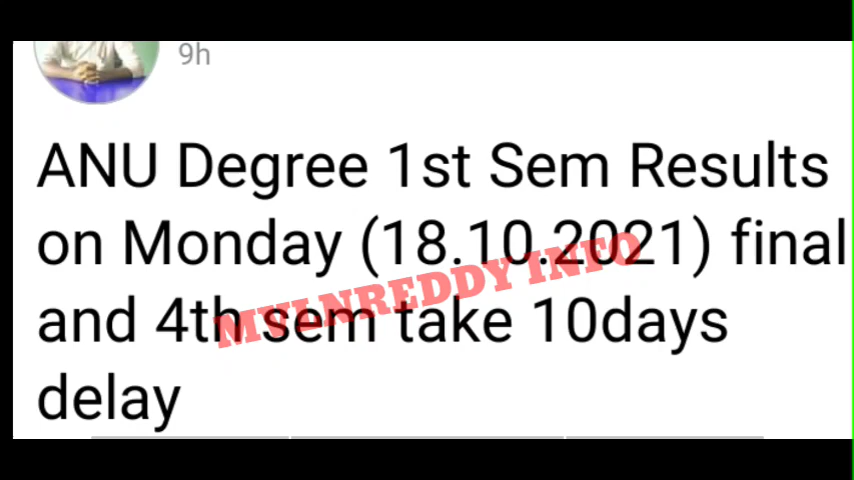 9h
ANU Degree 1st Sem Results
on Monday (18.10.2021) final
and 4th sem take 10days
delay
MVLNREDDY INFO